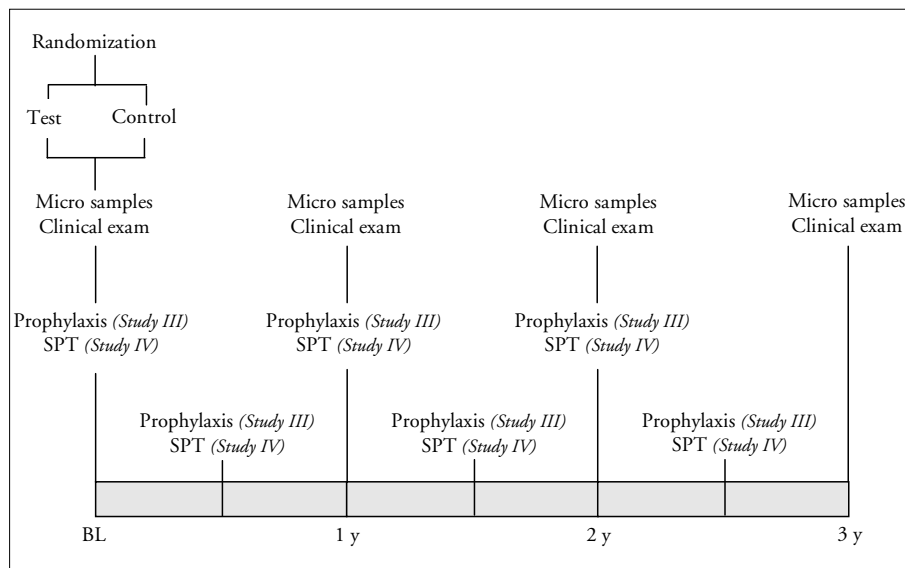 Randomization
Test Control
Micro samples
Clinical exam
Micro samples
Clinical exam
Micro samples
Clinical exam
Micro samples
Clinical exam
Prophylaxis (Study III)
SPT (Study IV)
Prophylaxis (Study III)
SPT (Study IV)
Prophylaxis (Study III)
SPT (Study IV)
Prophylaxis (Study III)
SPT (Study IV)
Prophylaxis (Study III)
SPT (Study IV)
Prophylaxis (Study III)
SPT (Study IV)
BL 1 y 2 y 3 y